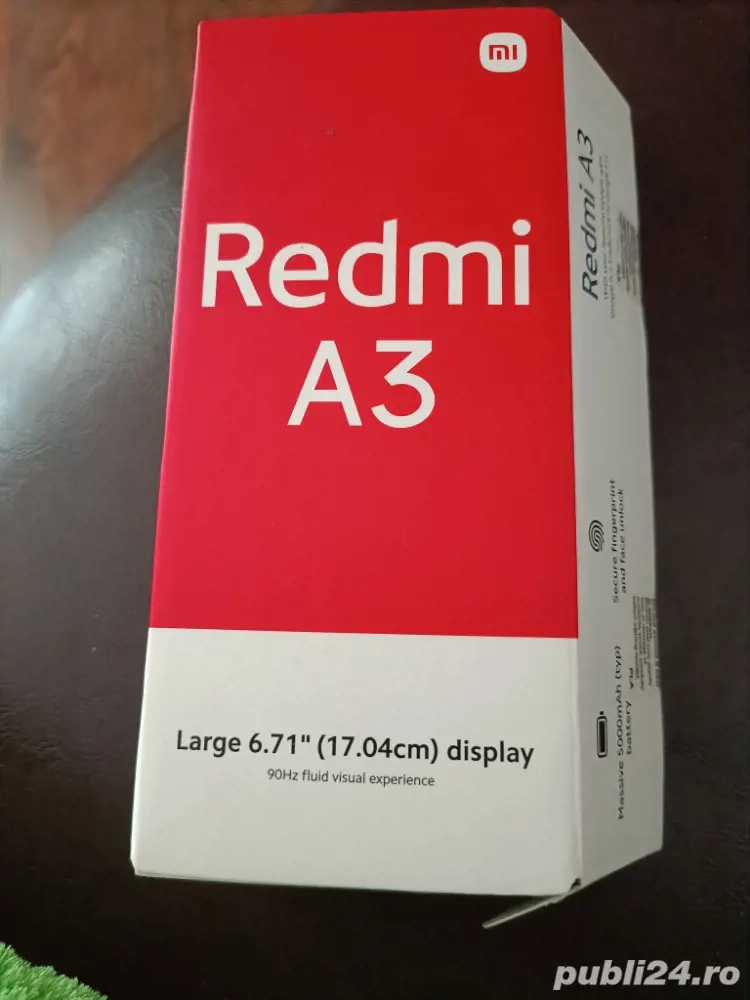 mi
Redmi
A3
Large 6.71" (17.04cm) display
90Hz fluid visual experience
Redmi A3
Secure fingerprint
and face unlock
Massive 5000mAh (typ)
battery
publi24.ro